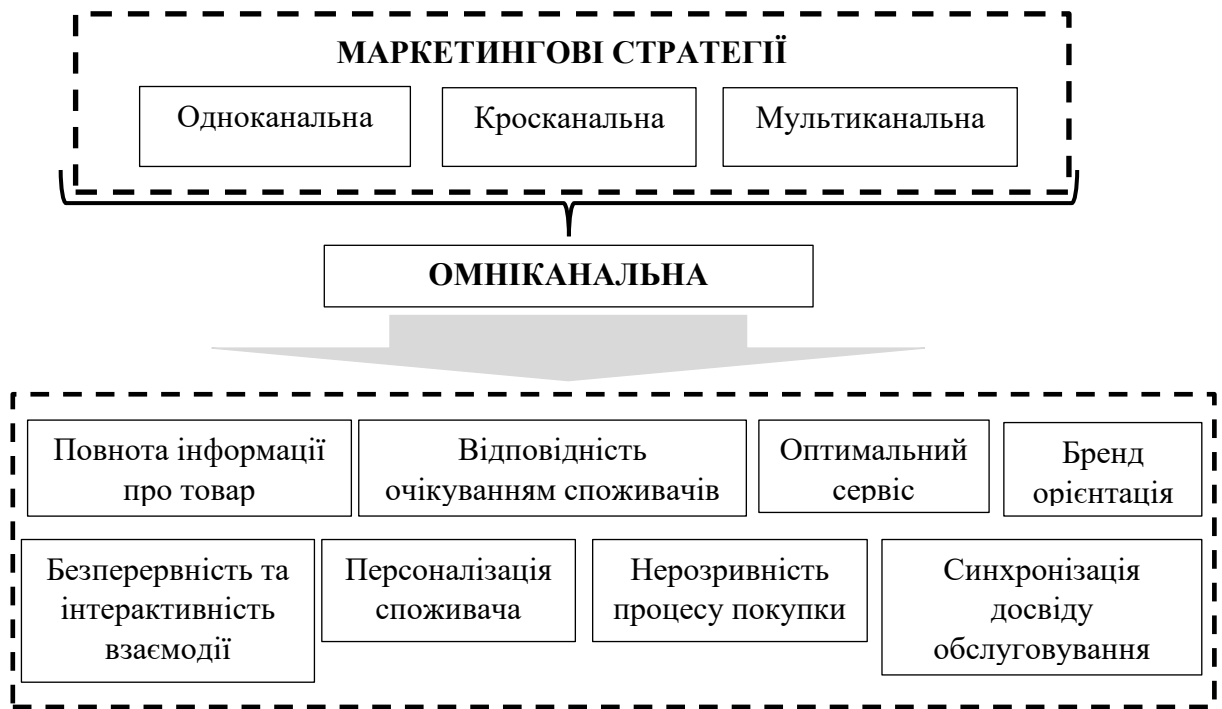 МАРКЕТИНГОВІ СТРАТЕГІЇ
Одноканальна
Кросканальна
Мультиканальна
ОМНІКАНАЛЬНА
Повнота інформації
про товар
Відповідність
очікуванням споживачів
Оптимальний
сервіс
Бренд
орієнтація
Безперервність та
інтерактивність
взаємодії
Персоналізація
споживача
Нерозривність
процесу покупки
Синхронізація
досвіду
обслуговування